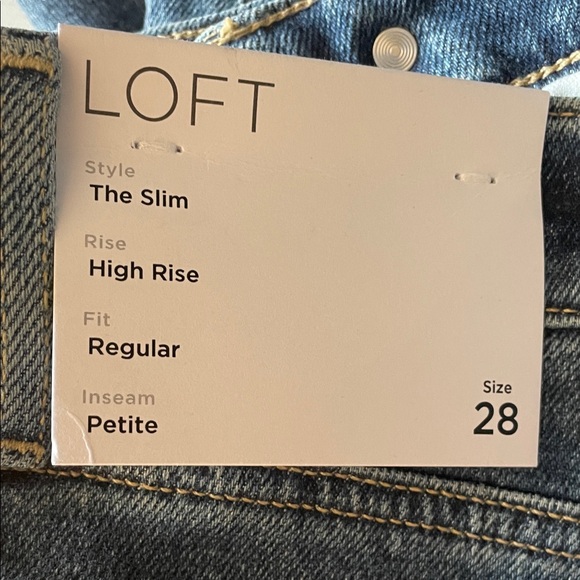 LOFT
Style
The Slim
Rise
High Rise
Fit
Regular
Inseam
Petite
Size
28